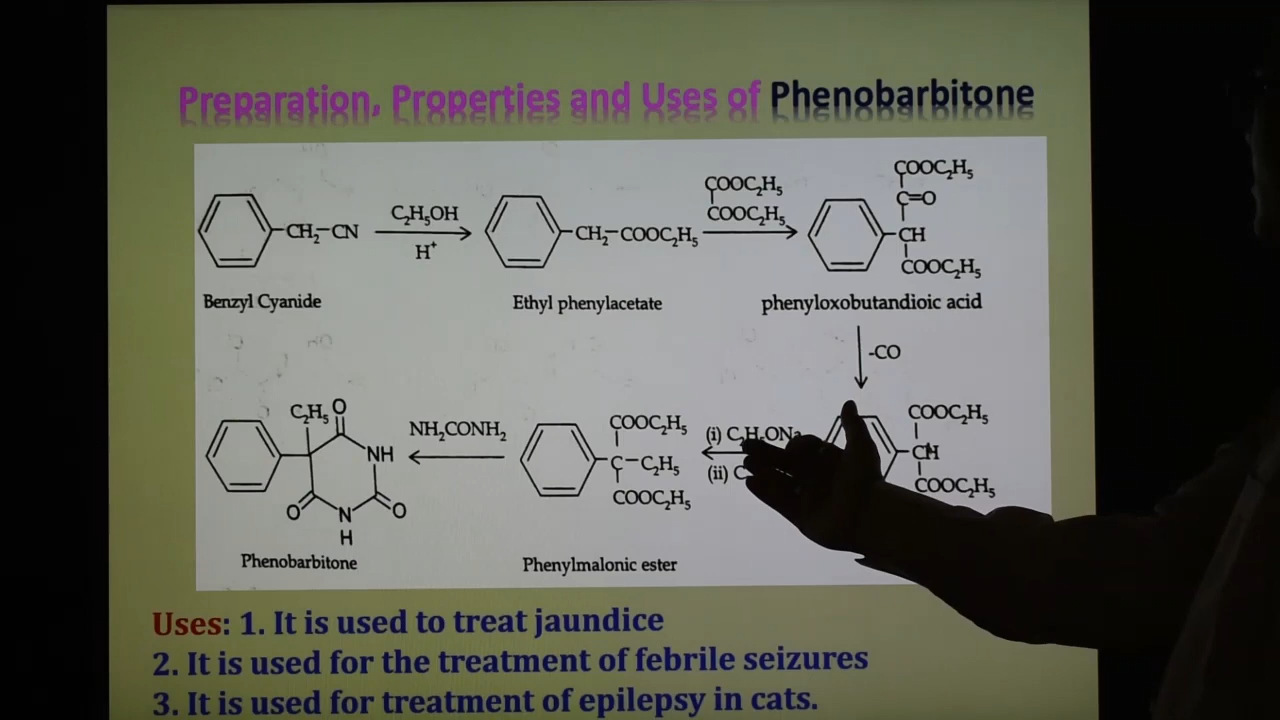 Preparation, Properties and Uses of Phenobarbitone
CH₂–CN
C₂H₅OH
H⁺
CH₂–COOC₂H₅
COOC₂H₅
COOC₂H₅
COOC₂H₅
C=O
CH
COOC₂H₅
Benzyl Cyanide
Ethyl phenylacetate
phenyloxobutandioic acid
-CO
C₂H₅
O
NH
O
N
H
O
NH₂CONH₂
COOC₂H₅
C–C₂H₅
COOC₂H₅
(i)
(ii) C
COOC₂H₅
CH
COOC₂H₅
Phenobarbitone
Phenylmalonic ester
Uses: 1. It is used to treat jaundice
2. It is used for the treatment of febrile seizures
3. It is used for treatment of epilepsy in cats.